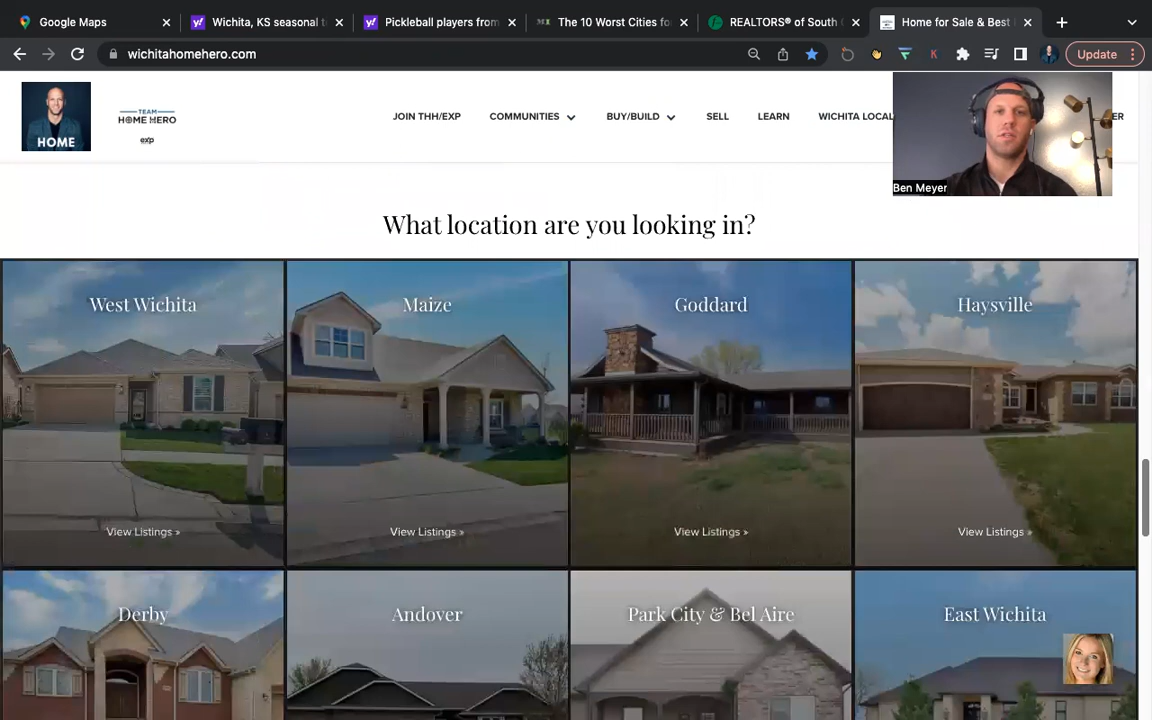 Google Maps
Wichita, KS seasonal t
Pickleball players from
The 10 Worst Cities fo
REALTORS® of South C
Home for Sale & Best
wichitahomehero.com
Update
HOME
TEAM
HOME HERO
exp
JOIN THH/EXP
COMMUNITIES
BUY/BUILD
SELL
LEARN
WICHITA LOCAL
ER
Ben Meyer
What location are you looking in?
West Wichita
Maize
Goddard
Haysville
View Listings »
View Listings »
View Listings »
View Listings »
Derby
Andover
Park City & Bel Aire
East Wichita